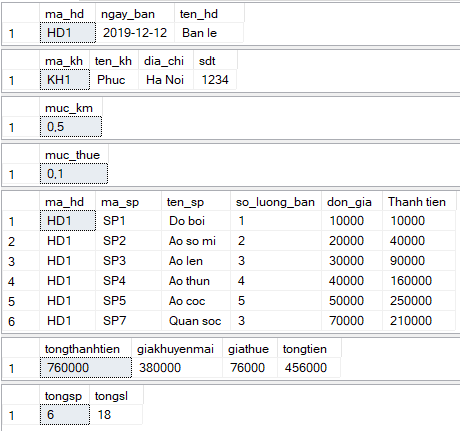 ma_hd ngay_ban ten_hd
1 HD1 2019-12-12 Ban le
ma_kh ten_kh dia_chi sdt
1 KH1 Phuc Ha Noi 1234
muc_km
1 0,5
muc_thue
1 0,1
ma_hd ma_sp ten_sp so_luong_ban don_gia Thanh tien
1 HD1 SP1 Do boi 1 10000 10000
2 HD1 SP2 Ao so mi 2 20000 40000
3 HD1 SP3 Ao len 3 30000 90000
4 HD1 SP4 Ao thun 4 40000 160000
5 HD1 SP5 Ao coc 5 50000 250000
6 HD1 SP7 Quan soc 3 70000 210000
tongthanhtien giakhuyenmai giathue tongtien
1 760000 380000 76000 456000
tongsp tongsl
1 6 18